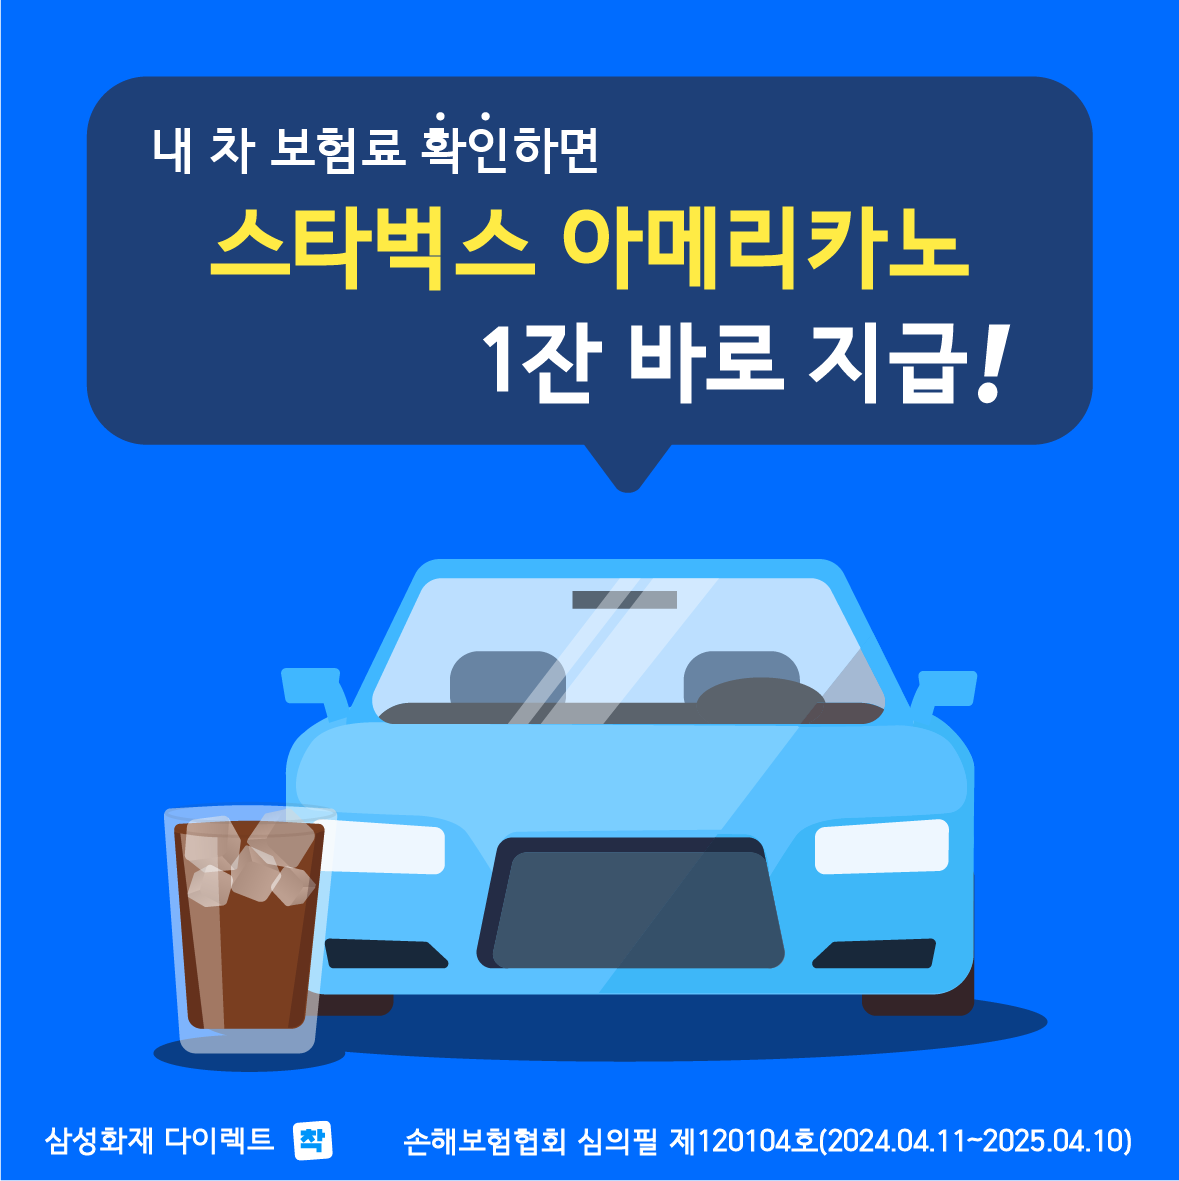 내 차 보험료 확인하면
스타벅스 아메리카노
1잔 바로 지급!
삼성화재 다이렉트 착 손해보험협회 심의필 제120104호(2024.04.11~2025.04.10)